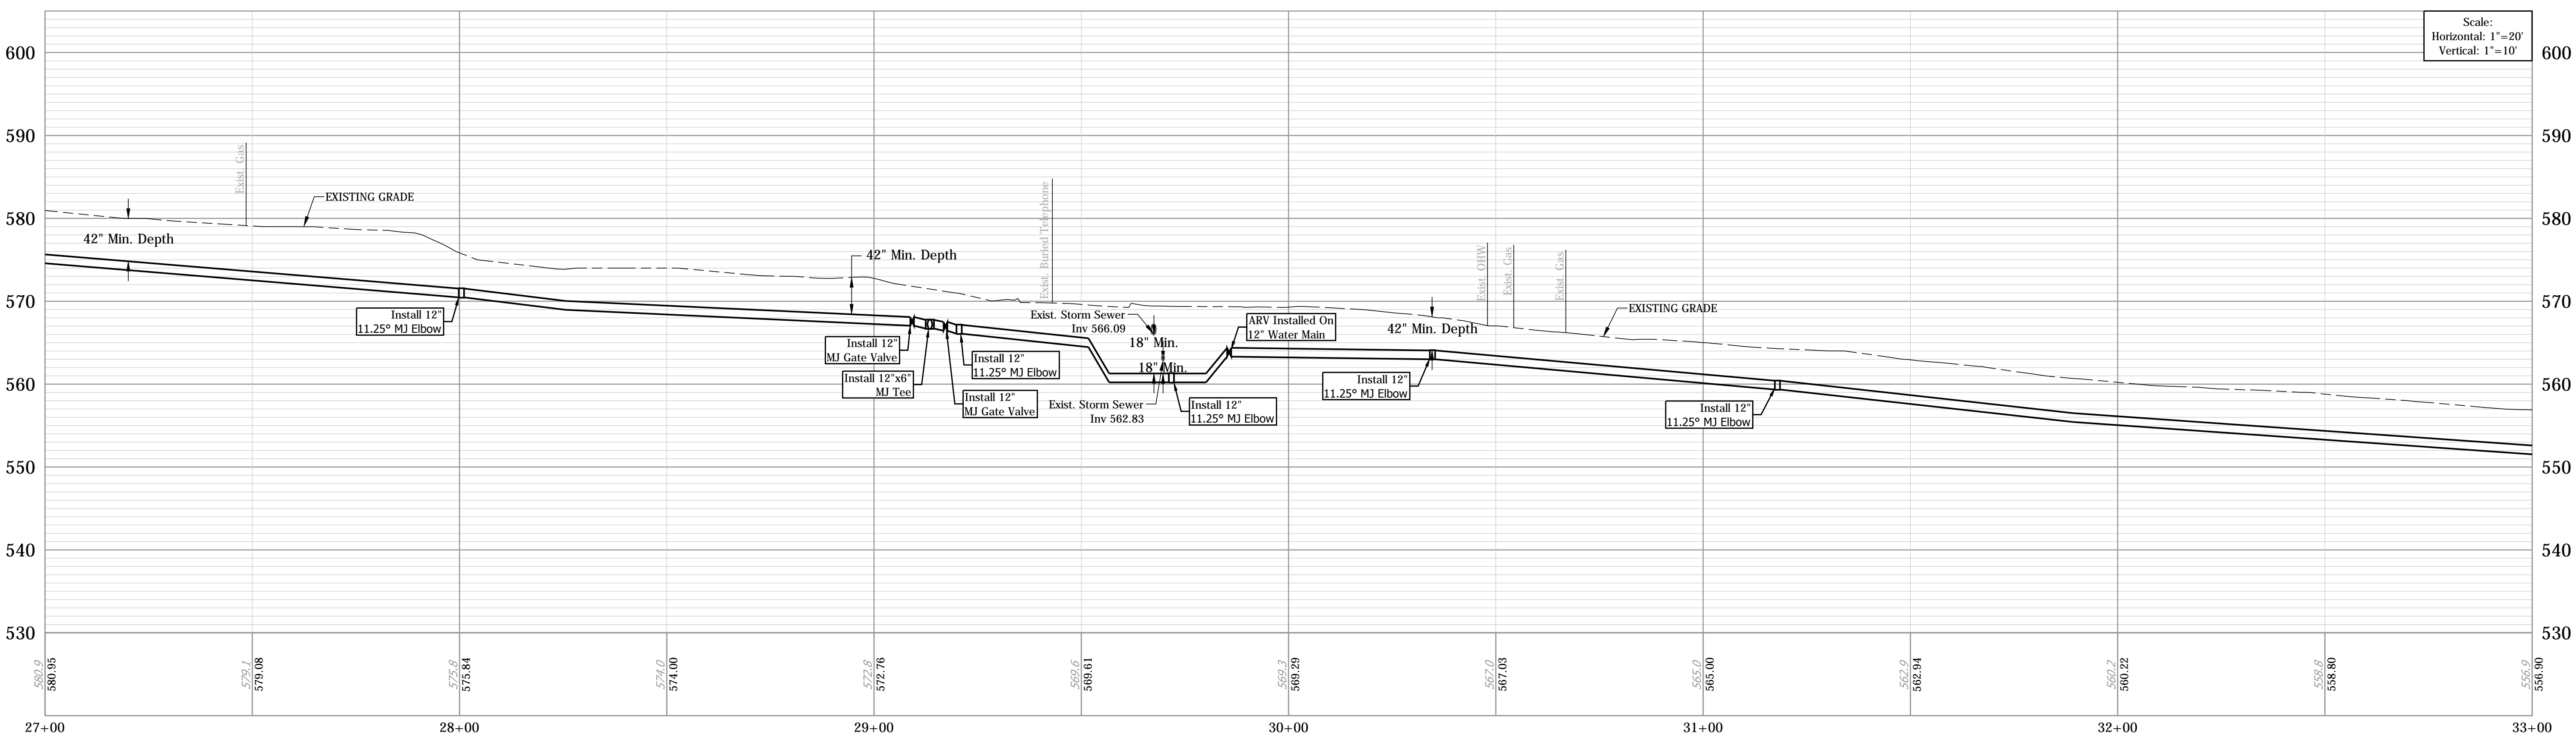 Scale:
Horizontal: 1"=20'
Vertical: 1"=10'
600
600
590
590
Exist. Gas
Exist. Buried Telephone
EXISTING GRADE
580
580
42" Min. Depth
42" Min. Depth
Exist. OHW
Exist. Gas
Exist. Gas
570
570
Install 12"
11.25° MJ Elbow
Exist. Storm Sewer
Inv 566.09
18" Min.
ARV Installed On
12" Water Main
42" Min. Depth
EXISTING GRADE
Install 12"
MJ Gate Valve
Install 12"
11.25° MJ Elbow
18" Min.
Install 12"x6"
MJ Tee
Install 12"
11.25° MJ Elbow
560
560
Install 12"
MJ Gate Valve
Exist. Storm Sewer
Inv 562.83
Install 12"
11.25° MJ Elbow
Install 12"
11.25° MJ Elbow
550
550
540
540
530
530
580.9
580.95
579.1
579.08
575.8
575.84
574.0
574.00
572.8
572.76
569.6
569.61
569.3
569.29
567.0
567.03
565.0
565.00
562.9
562.94
560.2
560.22
558.8
558.80
556.9
556.90
27+00
28+00
29+00
30+00
31+00
32+00
33+00